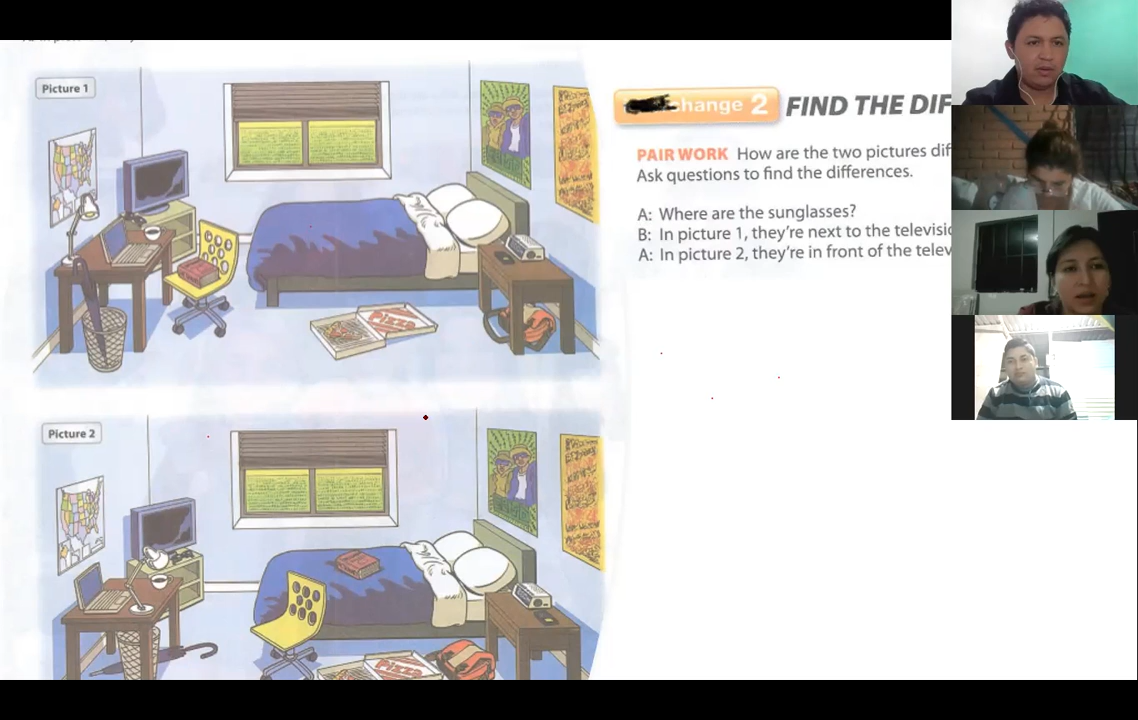 Picture 1
change 2 FIND THE DIF
PAIR WORK How are the two pictures dif
Ask questions to find the differences.
A: Where are the sunglasses?
B: In picture 1, they're next to the televisio
A: In picture 2, they're in front of the telev
Pizza
Picture 2
Pizza